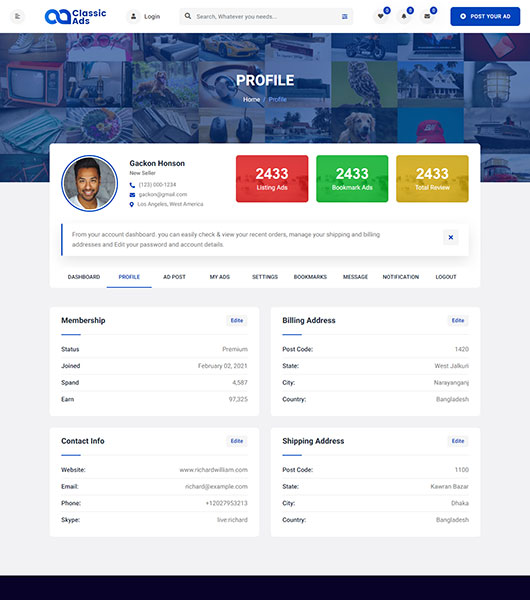 Classic
Ads
Login
Search, Whatever you needs...
0
0
0
POST YOUR AD
PROFILE
Home / Profile
Gackon Honson
New Seller
(123) 000-1234
gackon@gmail.com
Los Angeles, West America
2433
Listing Ads
2433
Bookmark Ads
2433
Total Review
From your account dashboard. you can easily check & view your recent orders, manage your shipping and billing
addresses and Edit your password and account details.
DASHBOARD PROFILE AD POST MY ADS SETTINGS BOOKMARKS MESSAGE NOTIFICATION LOGOUT
Membership Edite
Status Premium
Joined February 02, 2021
Spand 4,587
Earn 97,325
Billing Address Edite
Post Code: 1420
State: West Jalkuri
City: Narayanganj
Country: Bangladesh
Contact Info Edite
Website: www.richardwilliam.com
Email: richard@example.com
Phone: +12027953213
Skype: live.richard
Shipping Address Edite
Post Code: 1100
State: Kawran Bazar
City: Dhaka
Country: Bangladesh